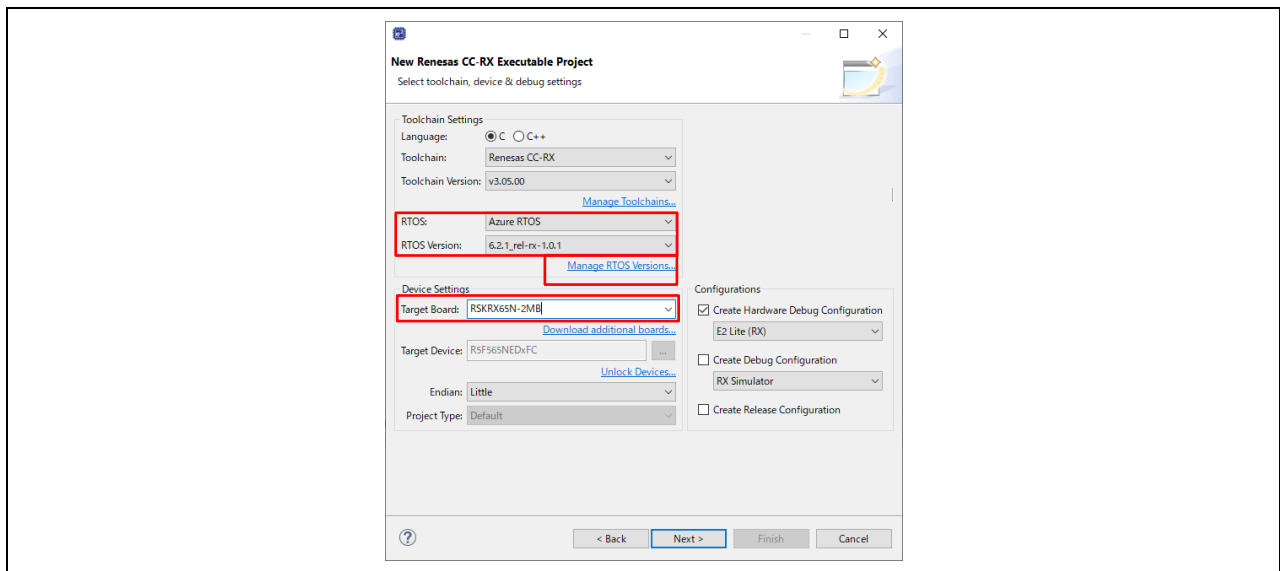 New Renesas CC-RX Executable Project
Select toolchain, device & debug settings
Toolchain Settings
Language: C C++
Toolchain: Renesas CC-RX
Toolchain Version: v3.05.00
Manage Toolchains...
RTOS: Azure RTOS
RTOS Version: 6.2.1_rel-rx-1.0.1
Manage RTOS Versions...
Device Settings
Target Board: RSKRX65N-2MB
Download additional boards...
Target Device: R5F565NEDxFC ...
Unlock Devices...
Endian: Little
Project Type: Default
Configurations
Create Hardware Debug Configuration
E2 Lite (RX)
Create Debug Configuration
RX Simulator
Create Release Configuration
? < Back Next > Finish Cancel